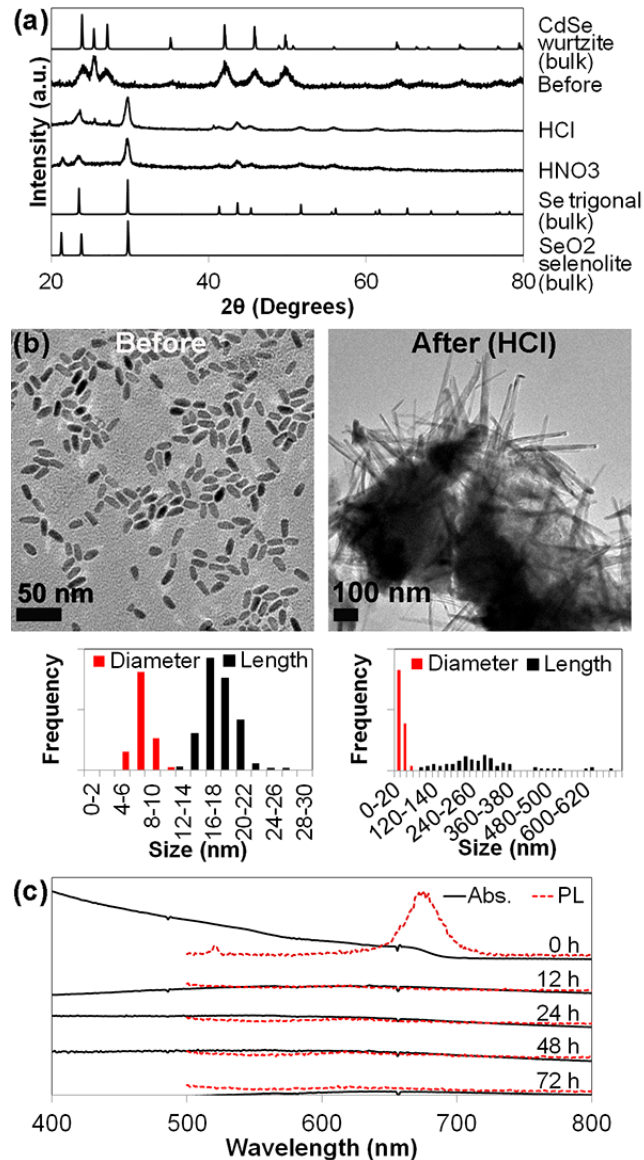 (a)
Intensity (a.u.)
CdSe
wurtzite
(bulk)
Before
HCl
HNO3
Se trigonal
(bulk)
SeO2
selenolite
(bulk)
20 40 60 80
2θ (Degrees)
(b) Before
50 nm
After (HCl)
100 nm
Frequency
Diameter Length
0-2
4-6
8-10
12-14
16-18
20-22
24-26
28-30
Size (nm)
Frequency
Diameter Length
0-20
120-140
240-260
360-380
480-500
600-620
Size (nm)
(c)
Abs. PL
0 h
12 h
24 h
48 h
72 h
400 500 600 700 800
Wavelength (nm)